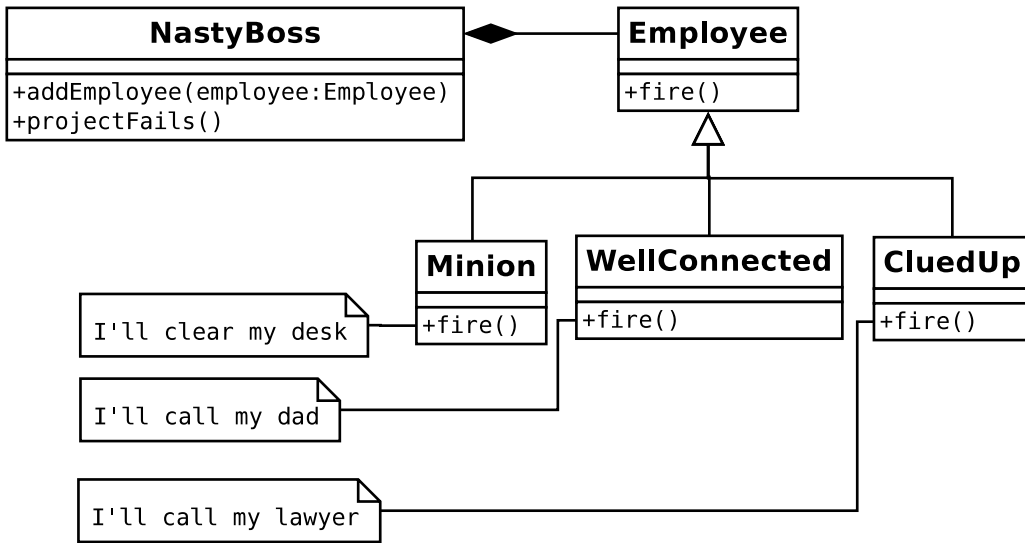 NastyBoss
+addEmployee(employee:Employee)
+projectFails()
Employee
+fire()
Minion
+fire()
WellConnected
+fire()
CluedUp
+fire()
I'll clear my desk
I'll call my dad
I'll call my lawyer